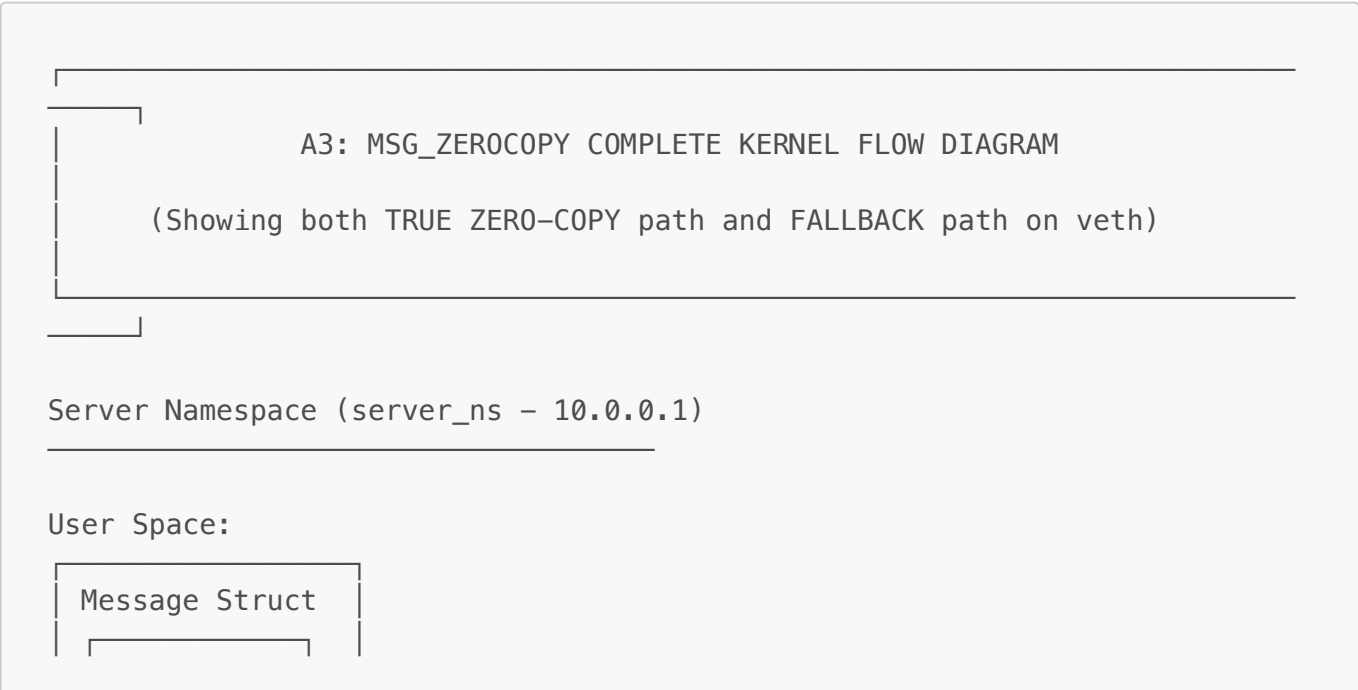 A3: MSG_ZEROCOPY COMPLETE KERNEL FLOW DIAGRAM
(Showing both TRUE ZERO-COPY path and FALLBACK path on veth)
Server Namespace (server_ns - 10.0.0.1)
User Space:
Message Struct